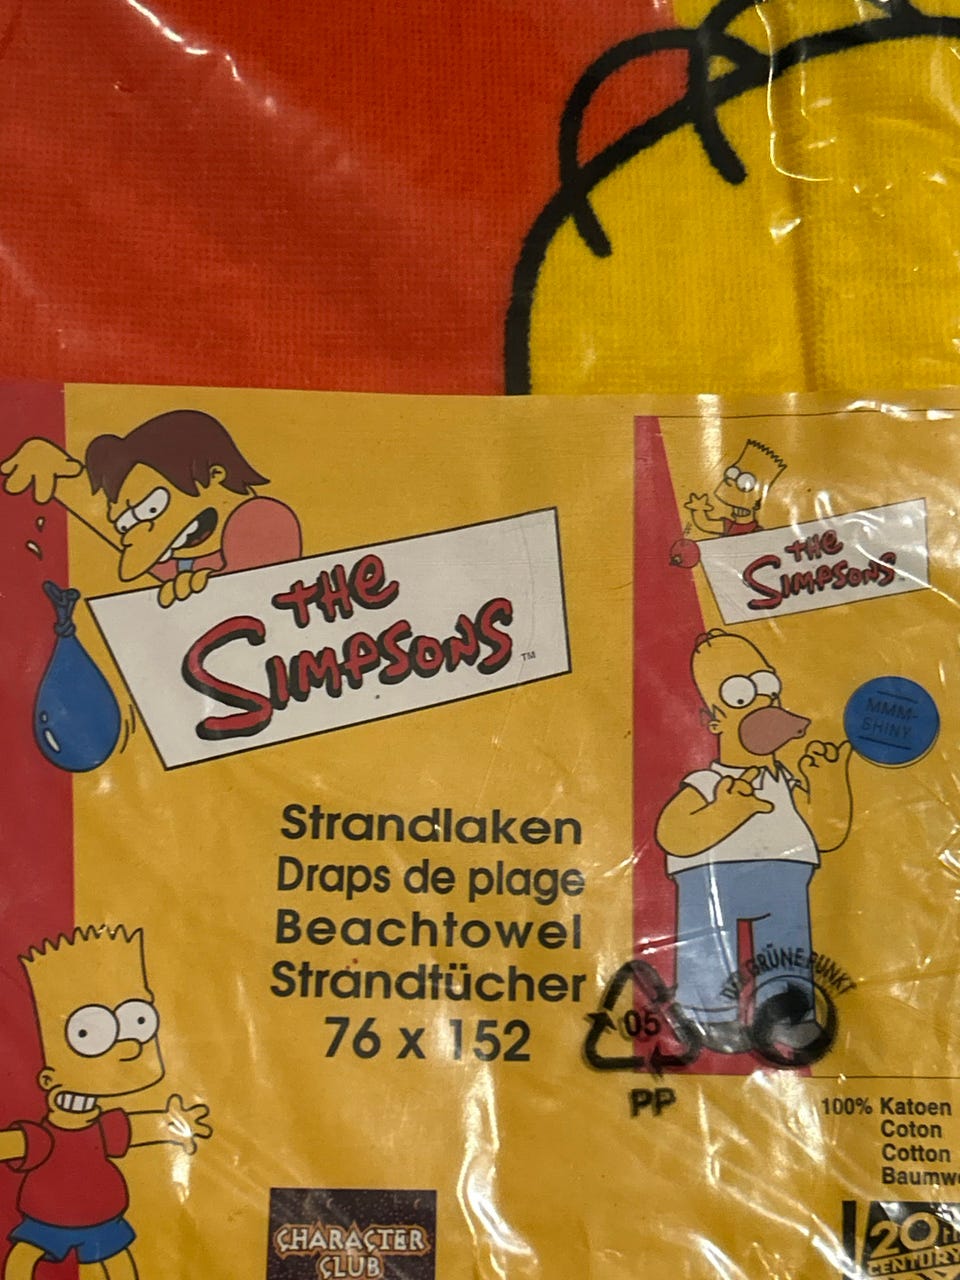 THE
SIMPSONS
TM
THE
SIMPSONS
MMM-
SHINY
Strandlaken
Draps de plage
Beachtowel
Strandtücher
76 x 152
05
PP
DER GRÜNE PUNKT
100% Katoen
Coton
Cotton
CHARACTER
CLUB
20th
CENTURY